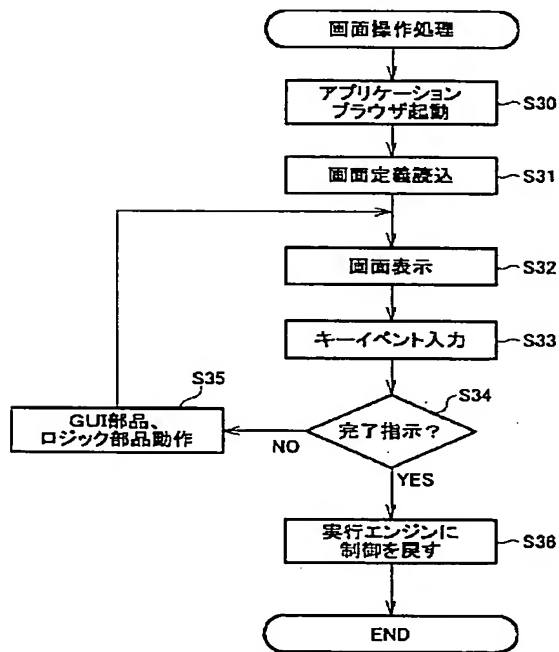 画面操作処理
アプリケーション
ブラウザ起動
S30
画面定義読込
S31
画面表示
S32
キーイベント入力
S33
S35
GUI部品、
ロジック部品動作
S34
完了指示?
NO
YES
実行エンジンに
制御を戻す
S36
END